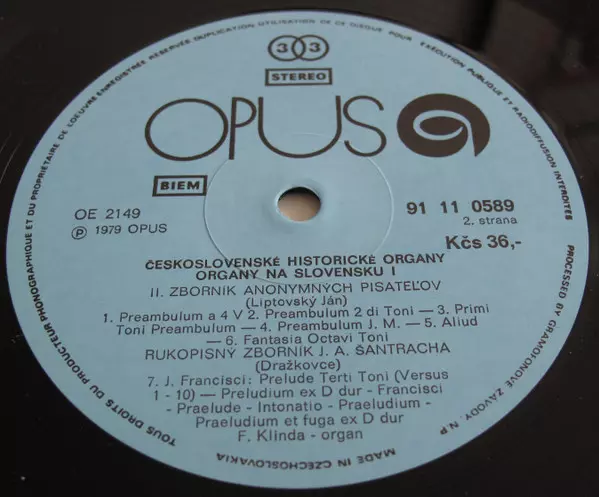 33
STEREO
OPUS
BIEM
OE 2149
℗ 1979 OPUS
91 11 0589
2. strana
Kčs 36,-
ČESKOSLOVENSKÉ HISTORICKÉ ORGANY
ORGANY NA SLOVENSKU I
II. ZBORNÍK ANONYMNÝCH PISATEĽOV
(Liptovský Ján)
1. Preambulum a 4 V 2. Preambulum 2 di Toni — 3. Primi
Toni Preambulum — 4. Preambulum J. M. — 5. Aliud
— 6. Fantasia Octavi Toni
RUKOPISNÝ ZBORNÍK J. A. ŠANTRACHA
(Dražkovce)
7. J. Francisci: Prelude Terti Toni (Versus
1 - 10) — Preludium ex D dur - Francisci
- Praelude - Intonatio - Praeludium -
Praeludium et fuga ex D dur
F. Klinda - organ
TOUS DROITS DU PRODUCTEUR PHONOGRAPHIQUE ET DU PROPRIÉTAIRE DE L'OEUVRE ENREGISTRÉE RÉSERVÉS DUPLICATION UTILISATION DE CE DISQUE POUR EXÉCUTION PUBLIQUE ET RADIODIFFUSION INTERDITES
PROCESSED BY GRAMOFONOVÉ ZÁVODY, N.P.
MADE IN CZECHOSLOVAKIA